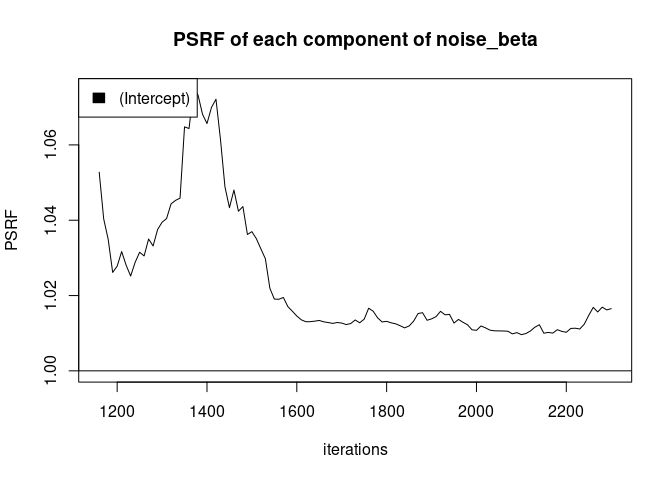 PSRF of each component of noise_beta
(Intercept)
PSRF
1.06
1.04
1.02
1.00
1200 1400 1600 1800 2000 2200
iterations